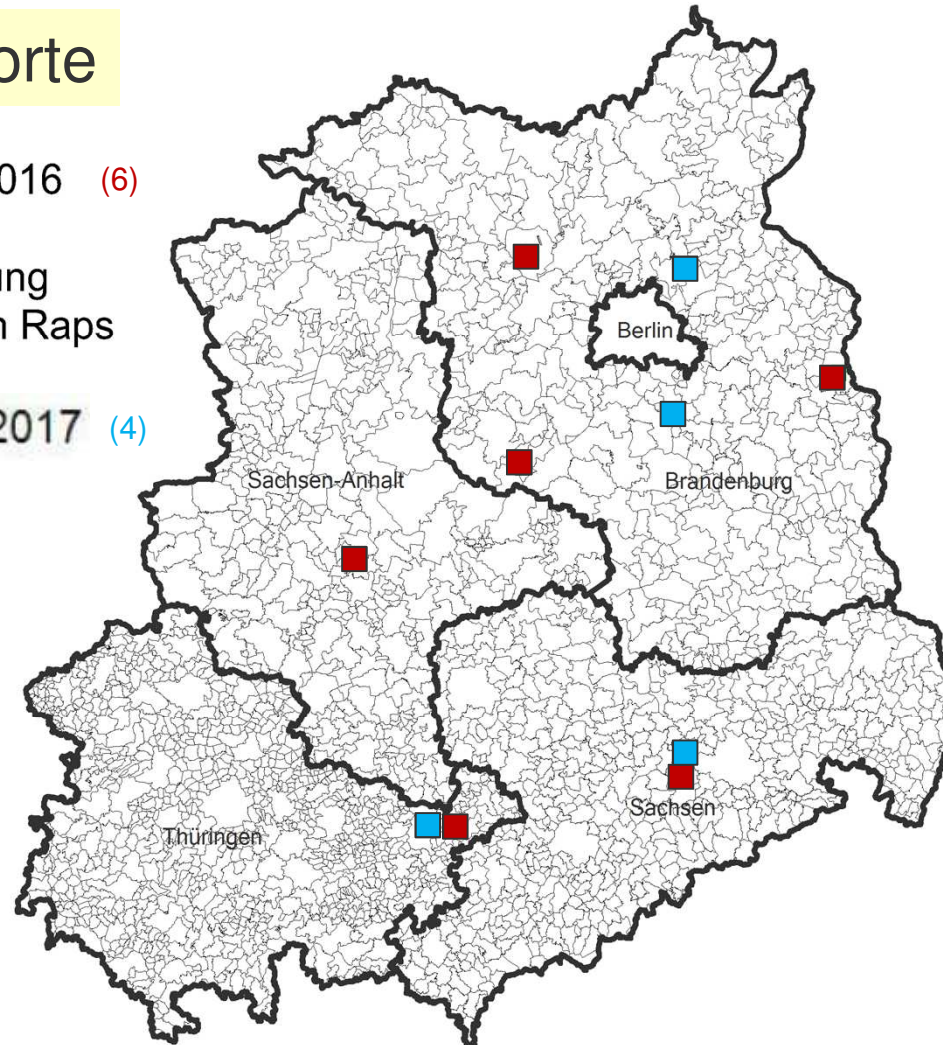 orte
016 (6)
ung
n Raps
2017 (4)
Berlin
Sachsen-Anhalt
Brandenburg
Sachsen
Thüringen